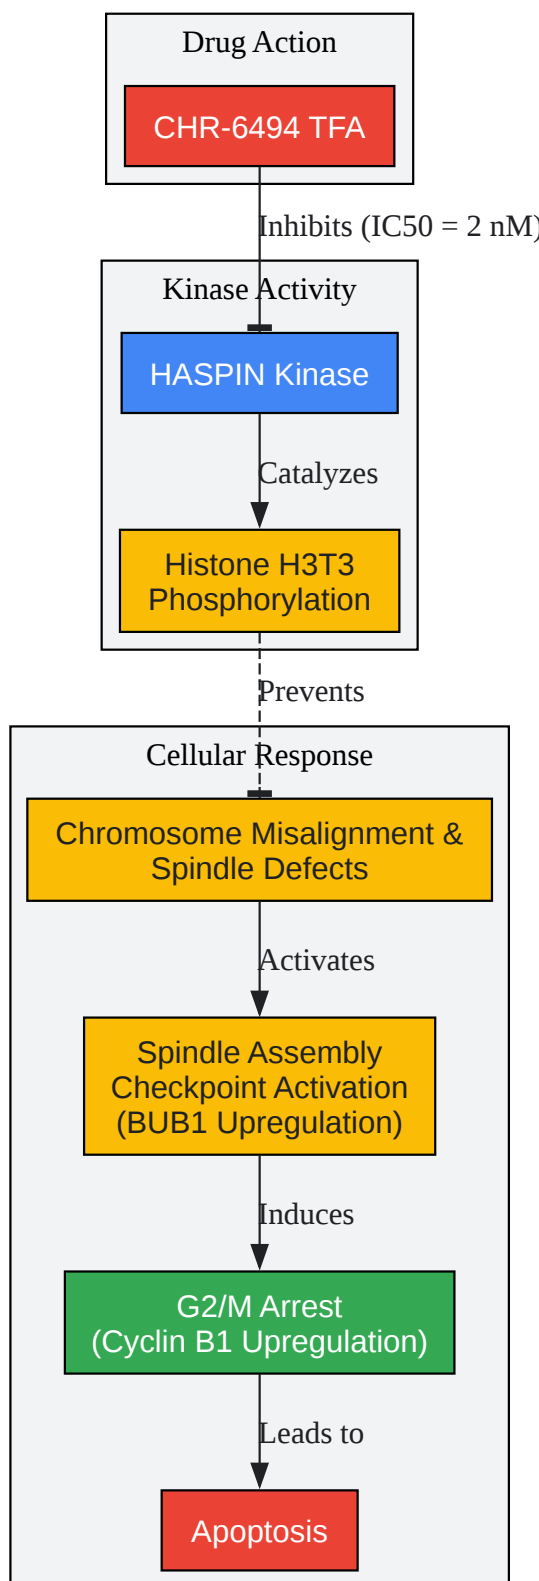 Drug Action
CHR-6494 TFA
Inhibits (IC50 = 2 nM)
Kinase Activity
HASPIN Kinase
Catalyzes
Histone H3T3
Phosphorylation
Prevents
Cellular Response
Chromosome Misalignment &
Spindle Defects
Activates
Spindle Assembly
Checkpoint Activation
(BUB1 Upregulation)
Induces
G2/M Arrest
(Cyclin B1 Upregulation)
Leads to
Apoptosis